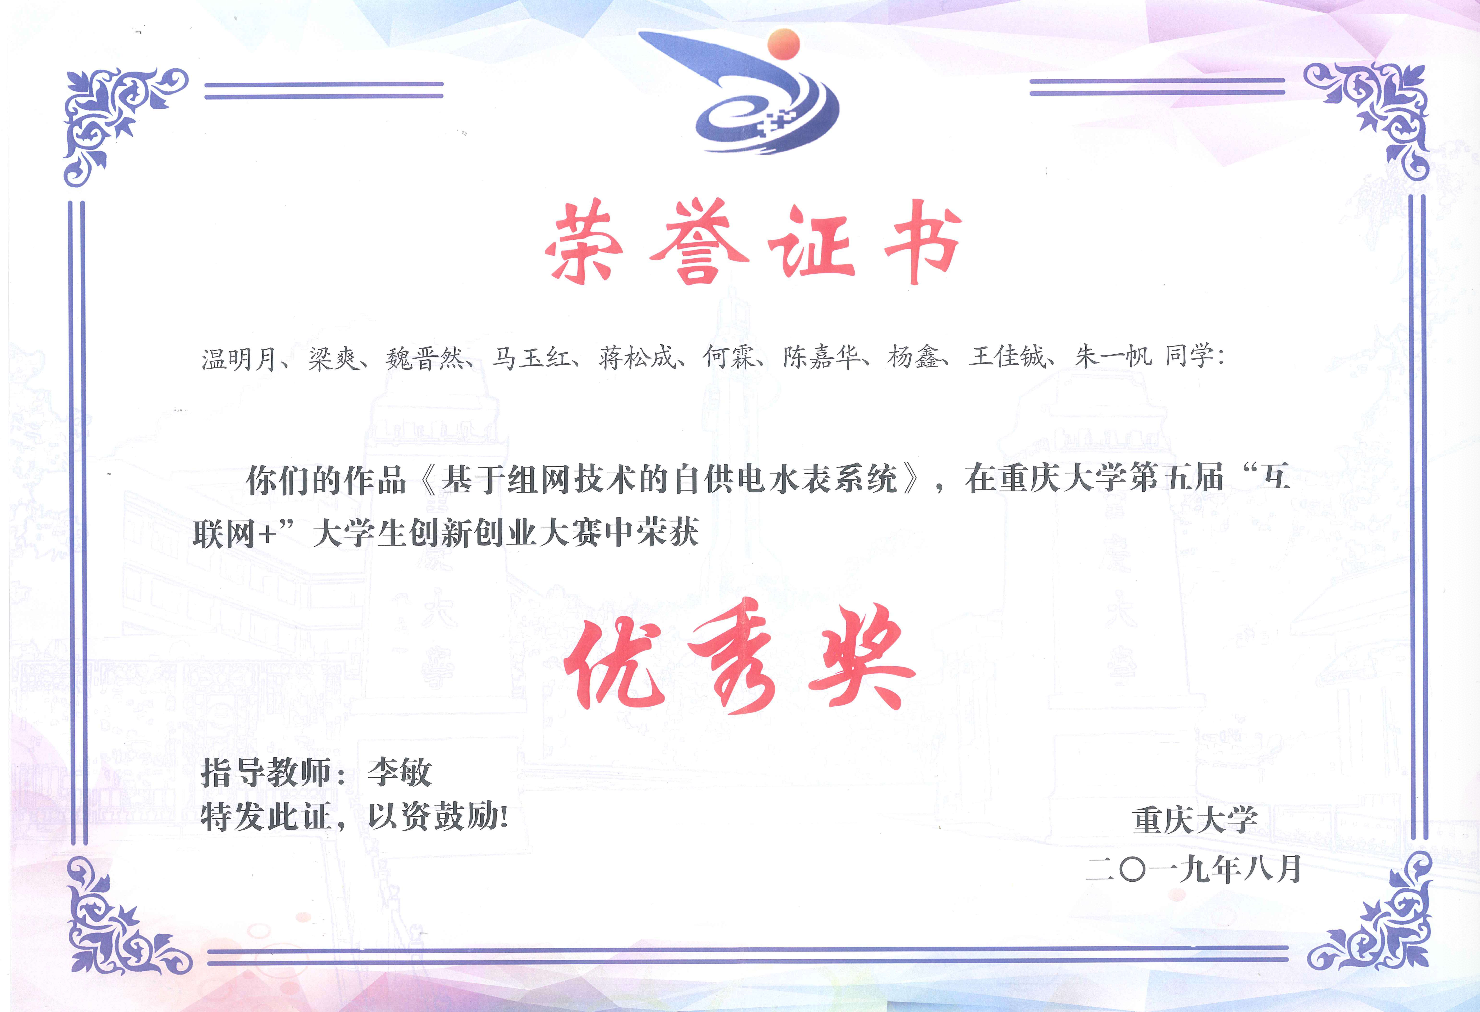 荣誉证书
温明月、梁爽、魏晋然、马玉红、蒋松成、何霖、陈嘉华、杨鑫、王佳铖、朱一帆 同学：
你们的作品《基于组网技术的自供电水表系统》，在重庆大学第五届“互
联网+”大学生创新创业大赛中荣获
优秀奖
指导教师：李敏
特发此证，以资鼓励!
重庆大学
二〇一九年八月